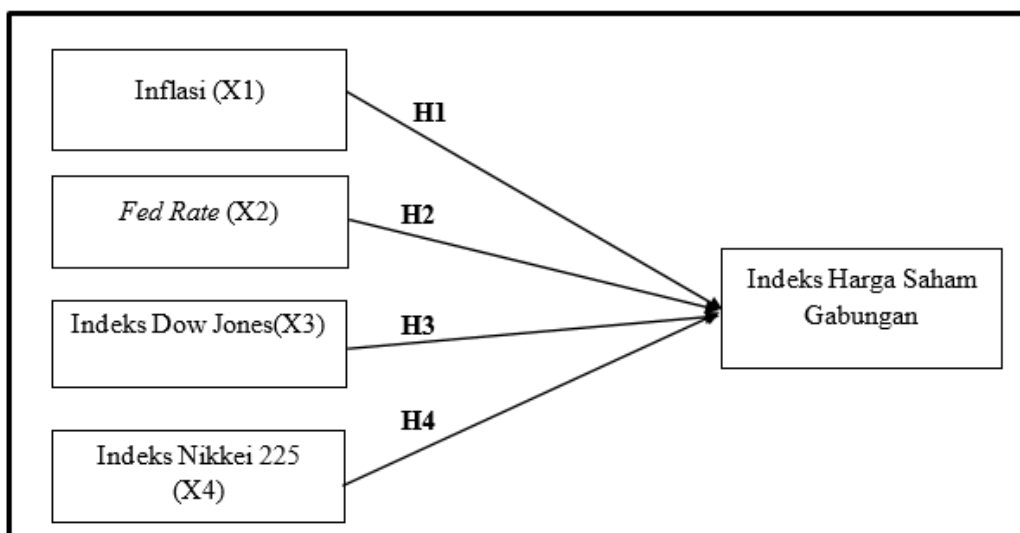 Inflasi (X1)
H1
Fed Rate (X2)
H2
Indeks Harga Saham
Gabungan
Indeks Dow Jones(X3)
H3
H4
Indeks Nikkei 225
(X4)